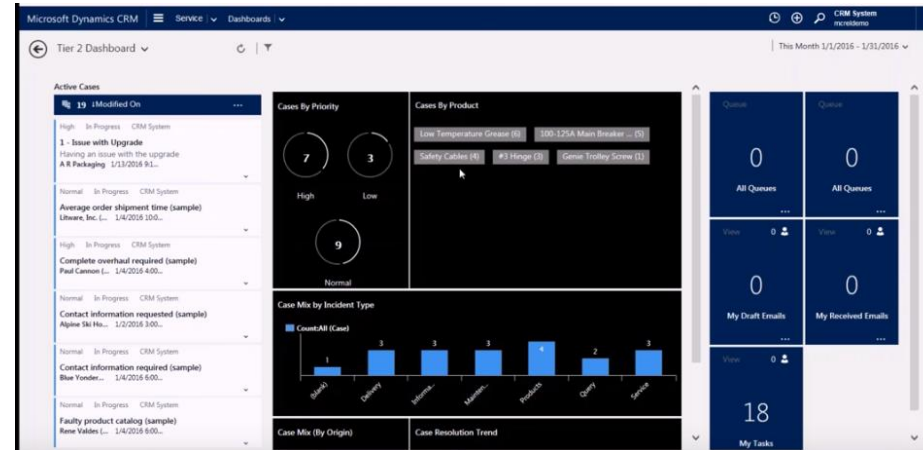 Microsoft Dynamics CRM Service Dashboards
CRM System
mcreldemo
Tier 2 Dashboard
This Month 1/1/2016 - 1/31/2016
Active Cases
19 Modified On ...
High In Progress CRM System
1 - Issue with Upgrade
Having an issue with the upgrade
A R Packaging 1/13/2016 9:1...
Normal In Progress CRM System
Average order shipment time (sample)
Litware, Inc. (... 1/4/2016 10:0...
High In Progress CRM System
Complete overhaul required (sample)
Paul Cannon (... 1/4/2016 4:00...
Normal In Progress CRM System
Contact information requested (sample)
Alpine Ski Ho... 1/2/2016 3:00...
Normal In Progress CRM System
Contact information required (sample)
Blue Yonder... 1/4/2016 6:00...
Normal In Progress CRM System
Faulty product catalog (sample)
Rene Valdes (... 1/4/2016 6:00...
Cases By Priority
7
High
3
Low
9
Normal
Cases By Product
Low Temperature Grease (6) 100-125A Main Breaker ... (5)
Safety Cables (4) #3 Hinge (3) Genie Trolley Screw (1)
Case Mix by Incident Type
Count:All (Case)
1 3 3 3 4 2 3
(blank) Delivery Informa... Mainten... Products Query Service
Case Mix (By Origin)
Case Resolution Trend
Queue
0
All Queues
...
Queue
0
All Queues
...
View 0
0
My Draft Emails
...
View 0
0
My Received Emails
...
View 0
18
My Tasks